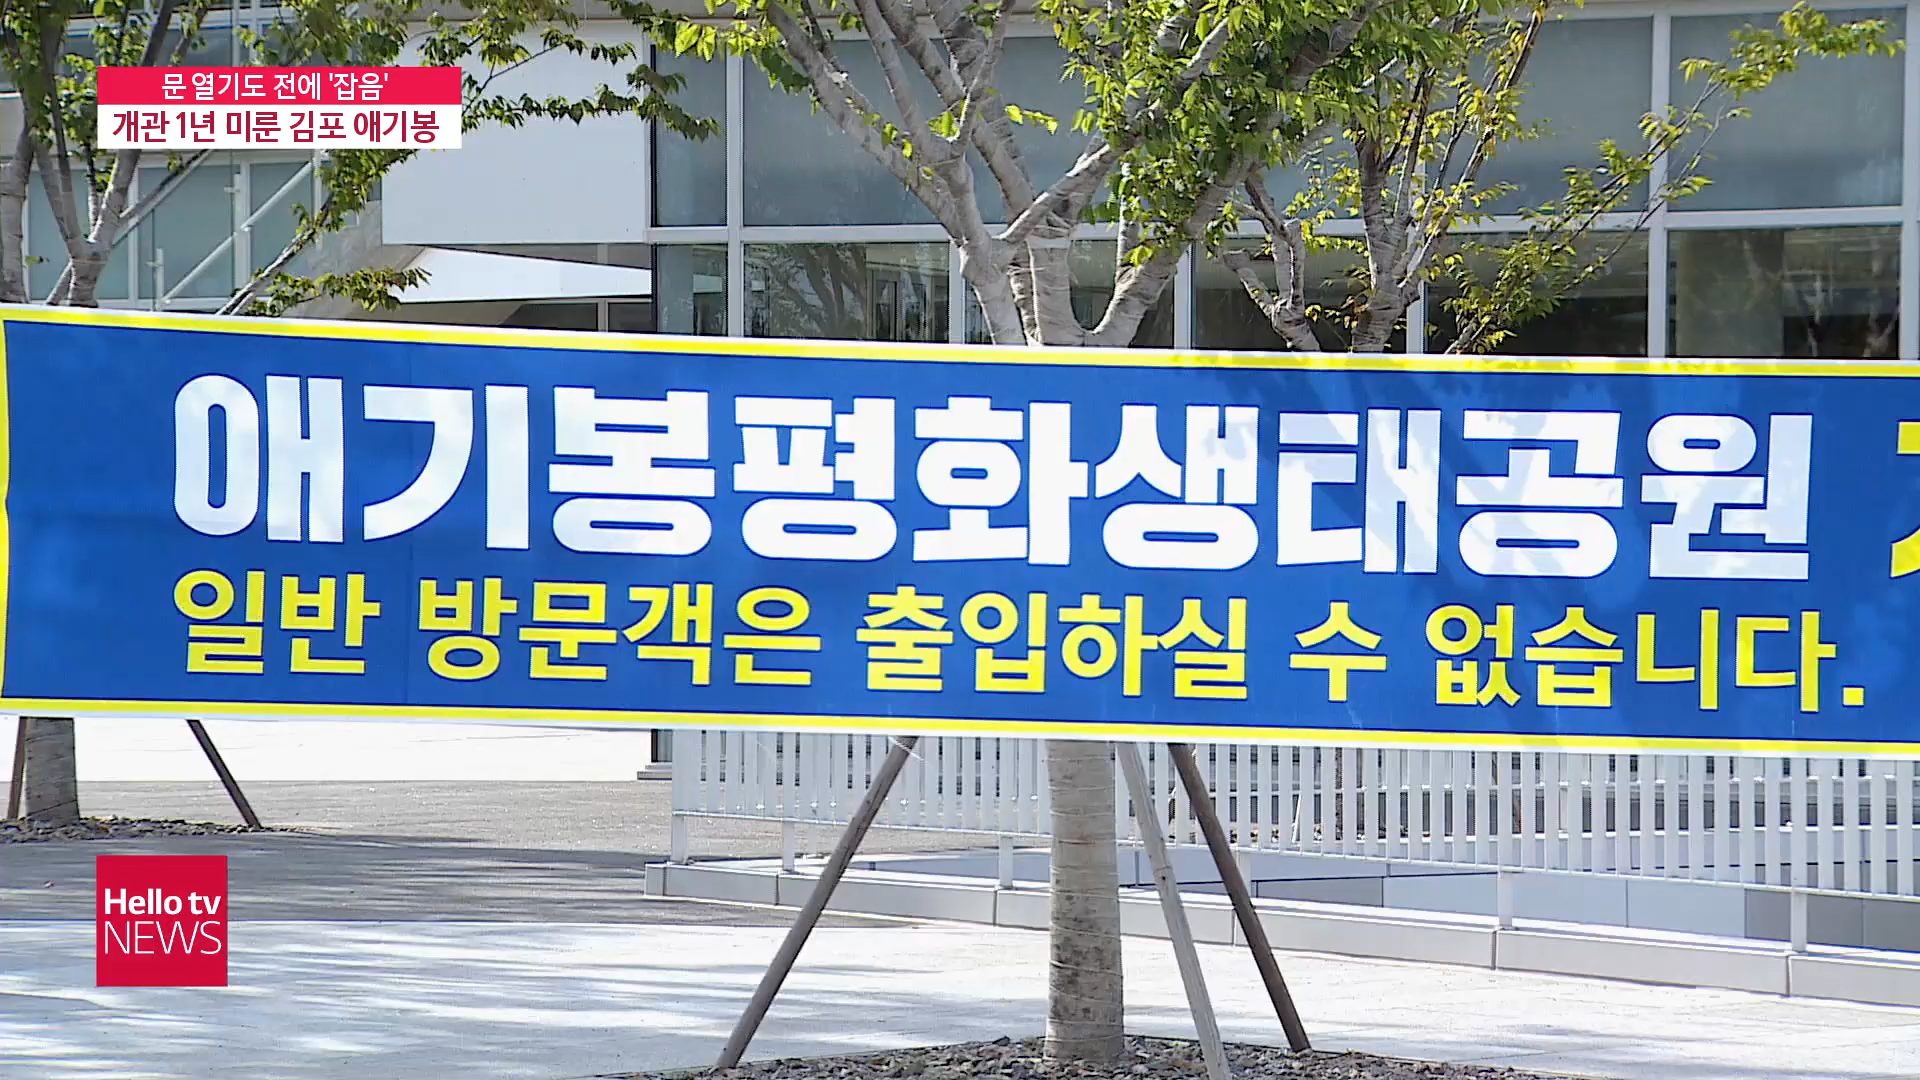 문 열기도 전에 '잡음'
개관 1년 미룬 김포 애기봉
애기봉평화생태공원
일반 방문객은 출입하실 수 없습니다.
Hello tv
NEWS